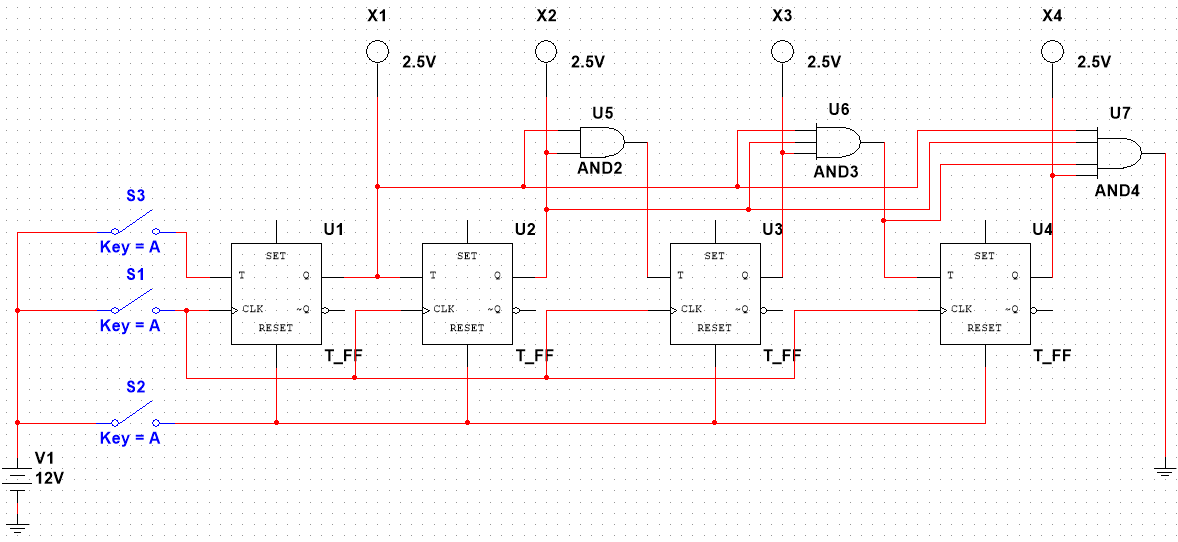 X1
X2
X3
X4
2.5V
2.5V
2.5V
2.5V
U5
AND2
U6
AND3
U7
AND4
S3
Key = A
S1
Key = A
S2
Key = A
V1
12V
U1
SET
T Q
CLK ~Q
RESET
T_FF
U2
SET
T Q
CLK ~Q
RESET
T_FF
U3
SET
T Q
CLK ~Q
RESET
T_FF
U4
SET
T Q
CLK ~Q
RESET
T_FF